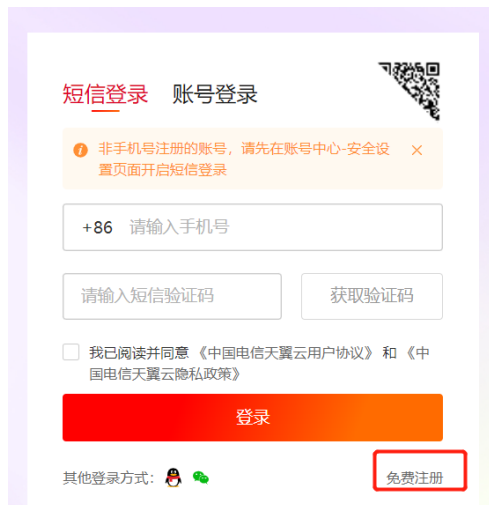 短信登录 账号登录
非手机号注册的账号，请先在账号中心-安全设
置页面开启短信登录
+86 请输入手机号
请输入短信验证码 获取验证码
我已阅读并同意 《中国电信天翼云用户协议》 和 《中
国电信天翼云隐私政策》
登录
其他登录方式： 免费注册